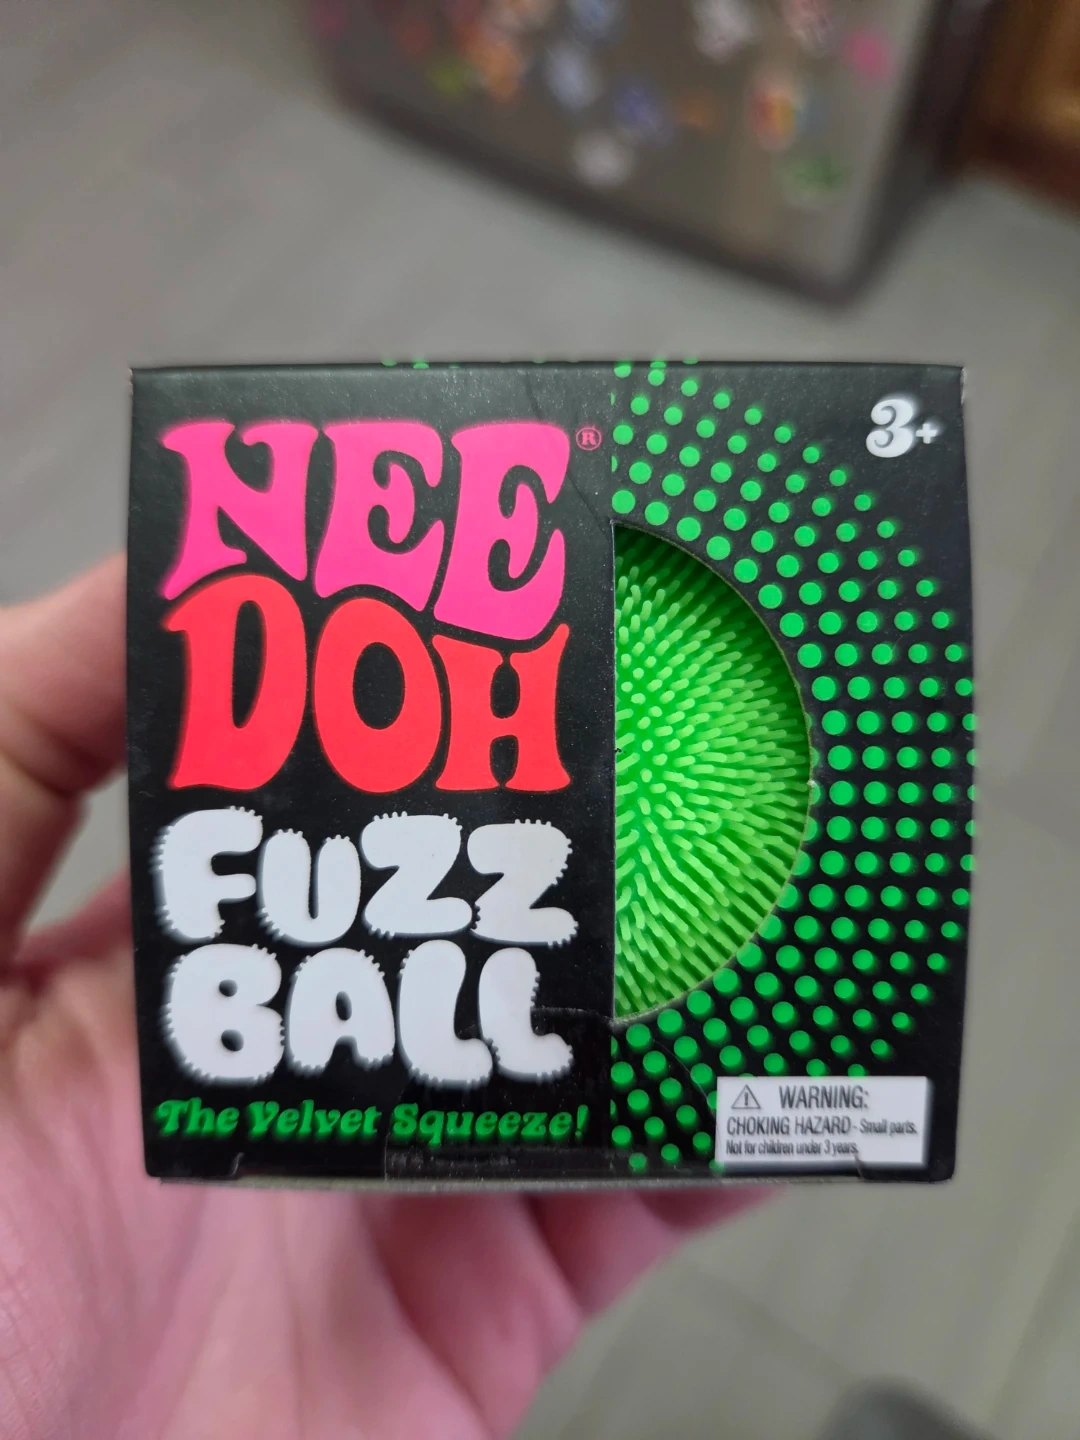 NEE
DOH®
FUZZ
BALL
The Velvet Squeeze!
3+
⚠ WARNING:
CHOKING HAZARD - Small parts.
Not for children under 3 years.